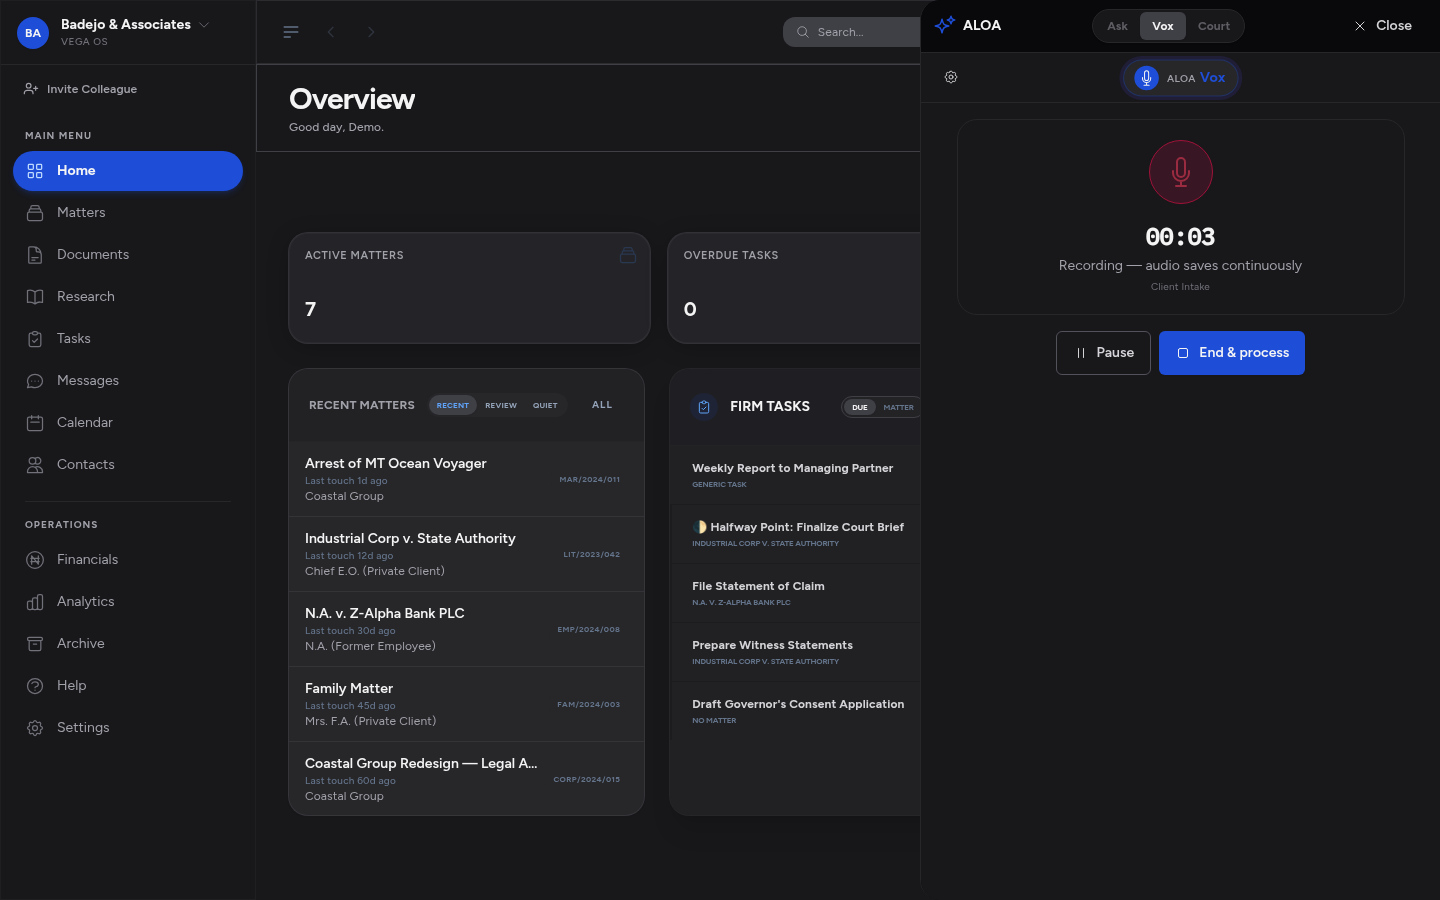 BA
Badejo & Associates
VEGA OS
Invite Colleague
MAIN MENU
Home
Matters
Documents
Research
Tasks
Messages
Calendar
Contacts
OPERATIONS
Financials
Analytics
Archive
Help
Settings
Search...
Overview
Good day, Demo.
ACTIVE MATTERS
7
OVERDUE TASKS
0
RECENT MATTERS
RECENT REVIEW QUIET
ALL
Arrest of MT Ocean Voyager
Last touch 1d ago
MAR/2024/011
Coastal Group
Industrial Corp v. State Authority
Last touch 12d ago
LIT/2023/042
Chief E.O. (Private Client)
N.A. v. Z-Alpha Bank PLC
Last touch 30d ago
EMP/2024/008
N.A. (Former Employee)
Family Matter
Last touch 45d ago
FAM/2024/003
Mrs. F.A. (Private Client)
Coastal Group Redesign — Legal A...
Last touch 60d ago
CORP/2024/015
Coastal Group
FIRM TASKS
DUE MATTER
Weekly Report to Managing Partner
GENERIC TASK
🌗 Halfway Point: Finalize Court Brief
INDUSTRIAL CORP V. STATE AUTHORITY
File Statement of Claim
N.A. V. Z-ALPHA BANK PLC
Prepare Witness Statements
INDUSTRIAL CORP V. STATE AUTHORITY
Draft Governor's Consent Application
NO MATTER
ALOA
Ask Vox Court
Close
ALOA Vox
00:03
Recording — audio saves continuously
Client Intake
Pause
End & process